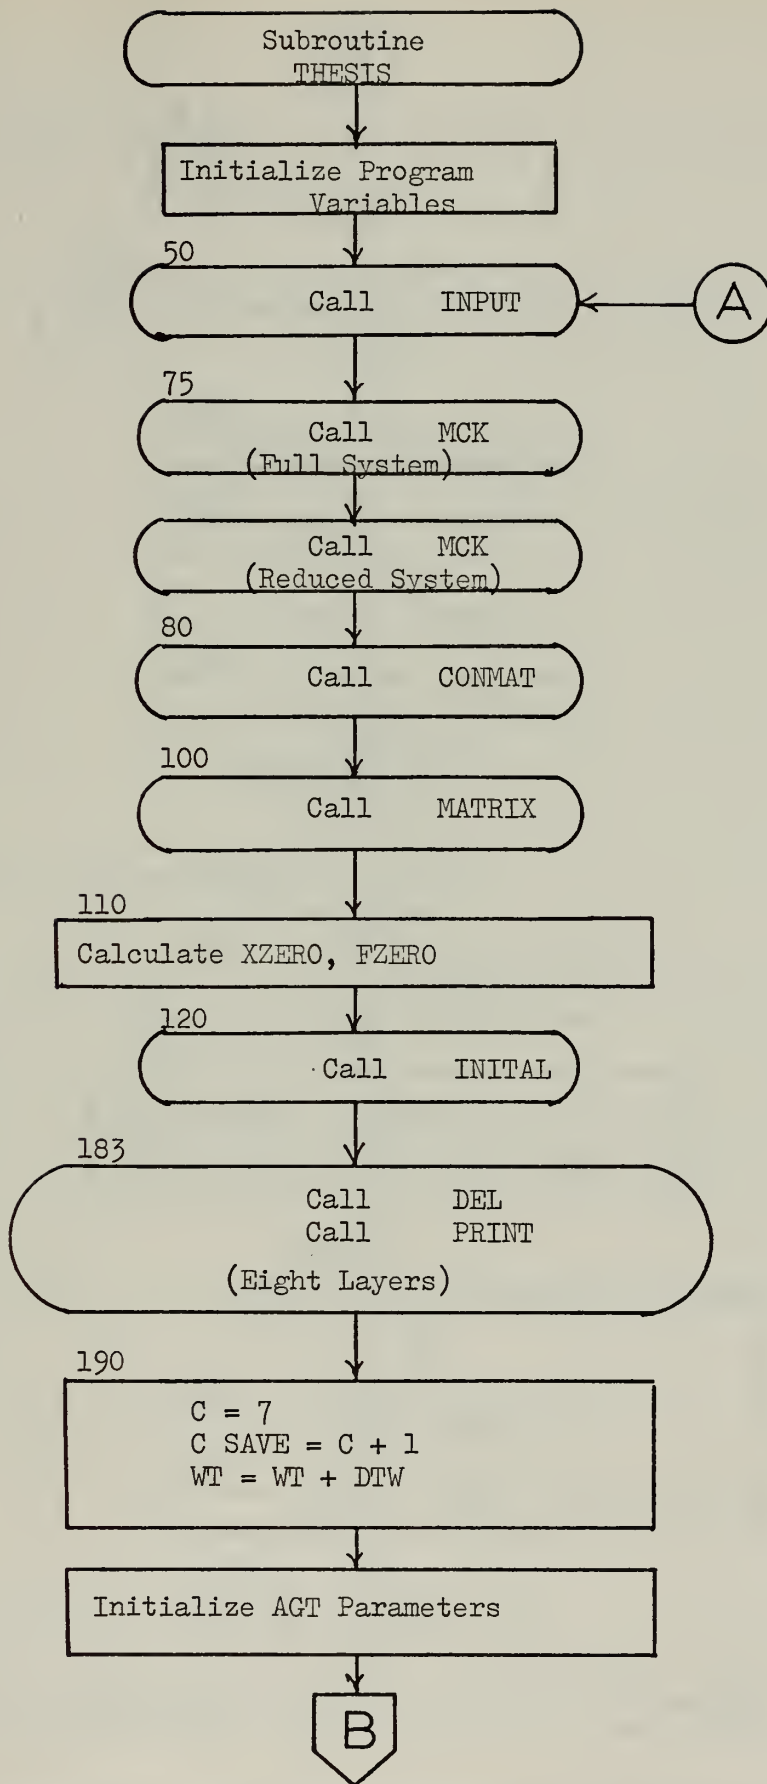 Subroutine
THESIS
Initialize Program
Variables
50
Call INPUT
A
75
Call MCK
(Full System)
Call MCK
(Reduced System)
80
Call CONMAT
100
Call MATRIX
110
Calculate XZERO, FZERO
120
Call INITAL
183
Call DEL
Call PRINT
(Eight Layers)
190
C = 7
C SAVE = C + 1
WT = WT + DTW
Initialize AGT Parameters
B